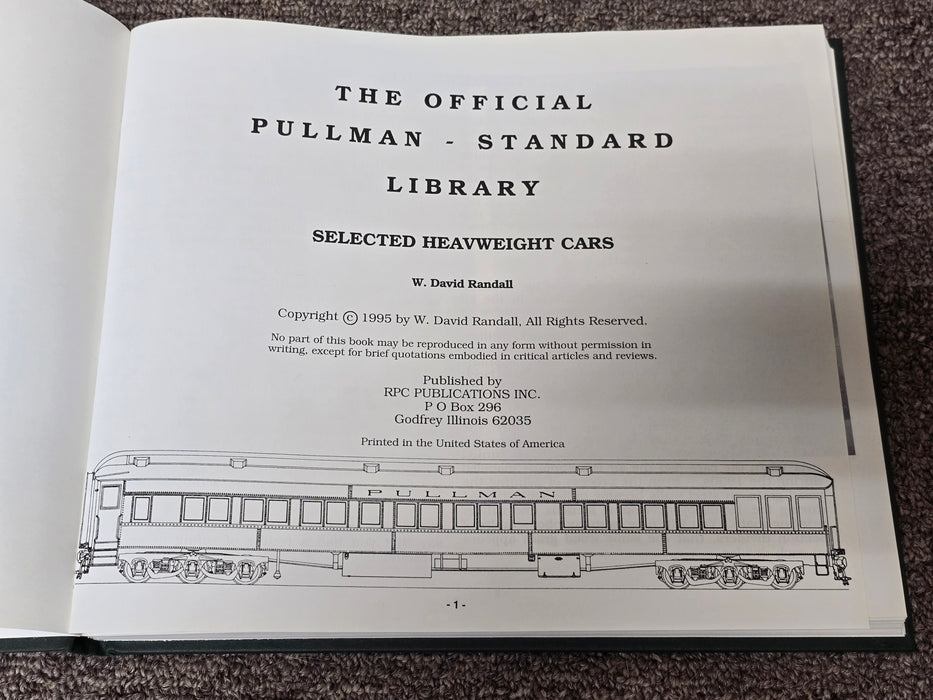 THE OFFICIAL
PULLMAN - STANDARD
LIBRARY
SELECTED HEAVWEIGHT CARS
W. David Randall
Copyright © 1995 by W. David Randall, All Rights Reserved.
No part of this book may be reproduced in any form without permission in
writing, except for brief quotations embodied in critical articles and reviews.
Published by
RPC PUBLICATIONS INC.
P O Box 296
Godfrey Illinois 62035
Printed in the United States of America
PULLMAN
- 1 -